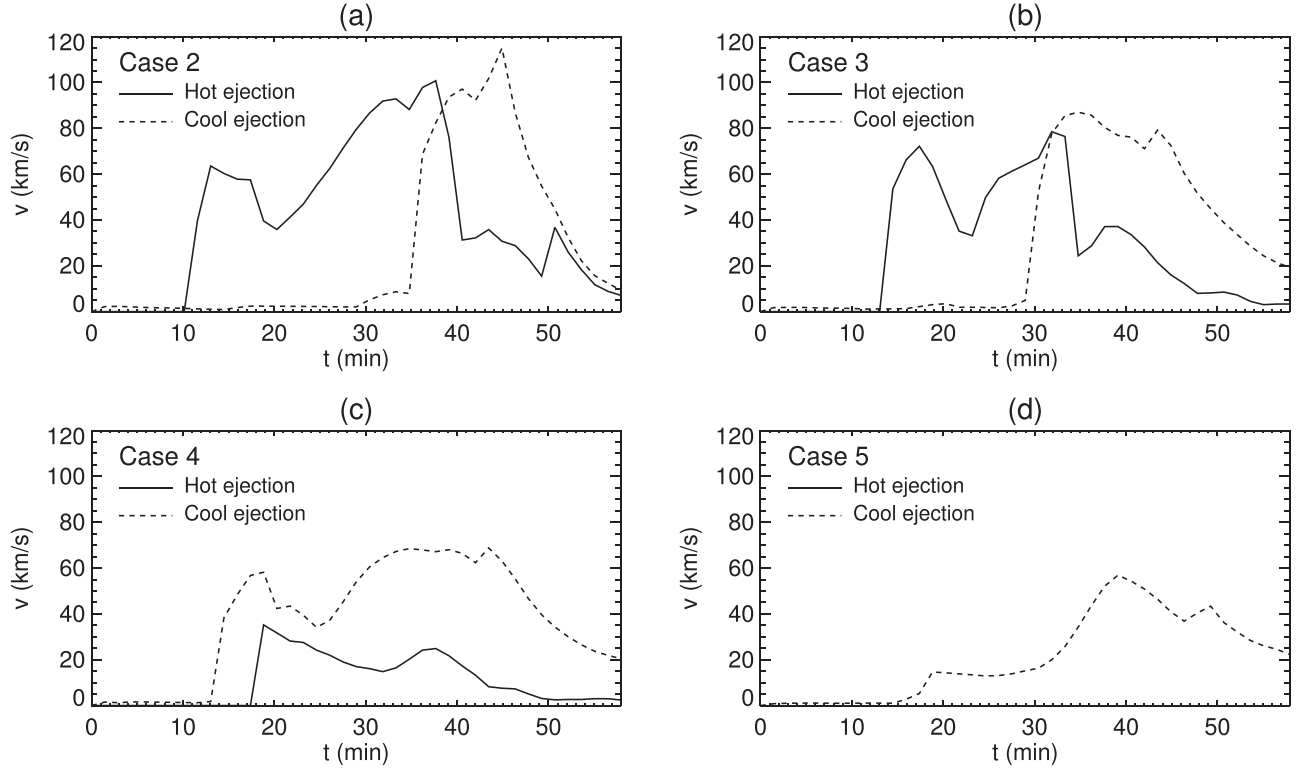 (a)
Case 2
Hot ejection
Cool ejection
120
100
80
60
40
20
0
v (km/s)
0 10 20 30 40 50
t (min)
(b)
Case 3
Hot ejection
Cool ejection
120
100
80
60
40
20
0
v (km/s)
0 10 20 30 40 50
t (min)
(c)
Case 4
Hot ejection
Cool ejection
120
100
80
60
40
20
0
v (km/s)
0 10 20 30 40 50
t (min)
(d)
Case 5
Hot ejection
Cool ejection
120
100
80
60
40
20
0
v (km/s)
0 10 20 30 40 50
t (min)